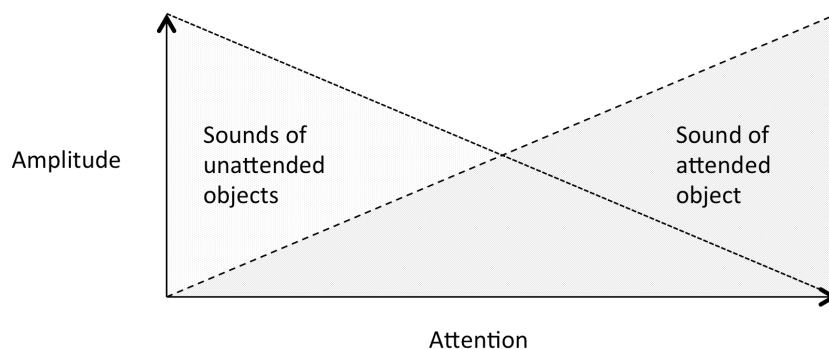 Amplitude
Sounds of
unattended
objects
Sound of
attended
object
Attention